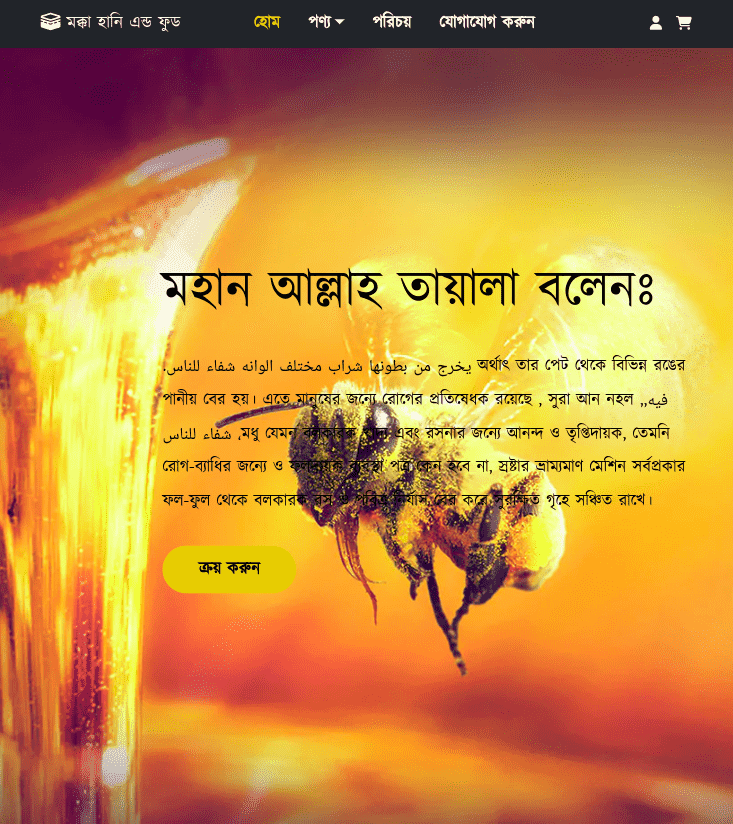 মক্কা হানি এন্ড ফুড
হোম পণ্য পরিচয় যোগাযোগ করুন
মহান আল্লাহ তায়ালা বলেনঃ
يخرج من بطونها شراب مختلف الوانه شفاء للناس: অর্থাৎ তার পেট থেকে বিভিন্ন রঙের
পানীয় বের হয়। এতে মানুষের জন্যে রোগের প্রতিষেধক রয়েছে , সুরা আন নহল ,,فيه
شفاء للناس ,মধু যেমন বলকারক খাদ্য এবং রসনার জন্যে আনন্দ ও তৃপ্তিদায়ক, তেমনি
রোগ-ব্যাধির জন্যে ও ফলদায়ক ব্যবস্থা পত্র কেন হবে না, স্রষ্টার ভ্রাম্যমাণ মেশিন সর্বপ্রকার
ফল-ফুল থেকে বলকারক রস ও পবিত্র নির্যাস বের করে সুরক্ষিত গৃহে সঞ্চিত রাখে।
ক্রয় করুন